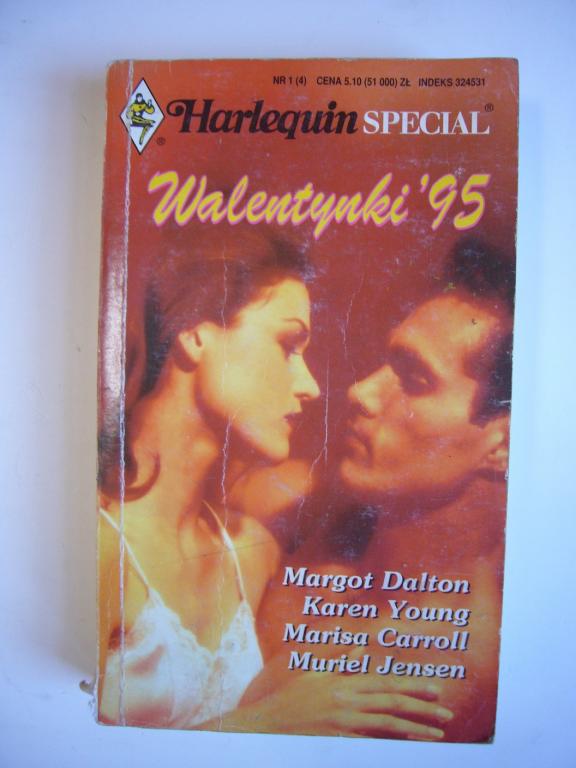 NR 1 (4) CENA 5.10 (51 000) ZŁ INDEKS 324531
Harlequin SPECIAL®
®
Walentynki '95
Margot Dalton
Karen Young
Marisa Carroll
Muriel Jensen